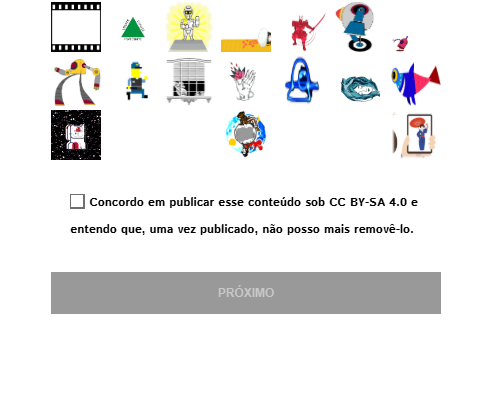 Concordo em publicar esse conteúdo sob CC BY-SA 4.0 e
entendo que, uma vez publicado, não posso mais removê-lo.
PRÓXIMO